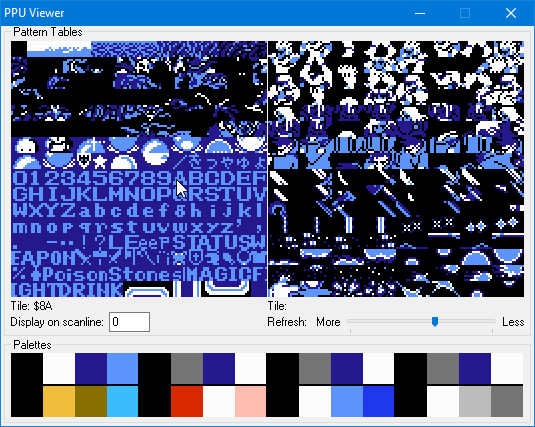 PPU Viewer
Pattern Tables
をっゃゅょ
0123456789ABCDEF
GHIJKLMNOPQRSTUV
WXYZabcdefghijkl
mnopqrstuvwxyz',
. -…!?LEeePSTATUSW
EAPON
%PoisonStonesMAGICF
IGHTDRINK
Tile: $8A
Tile:
Display on scanline: 0
Refresh: More Less
Palettes